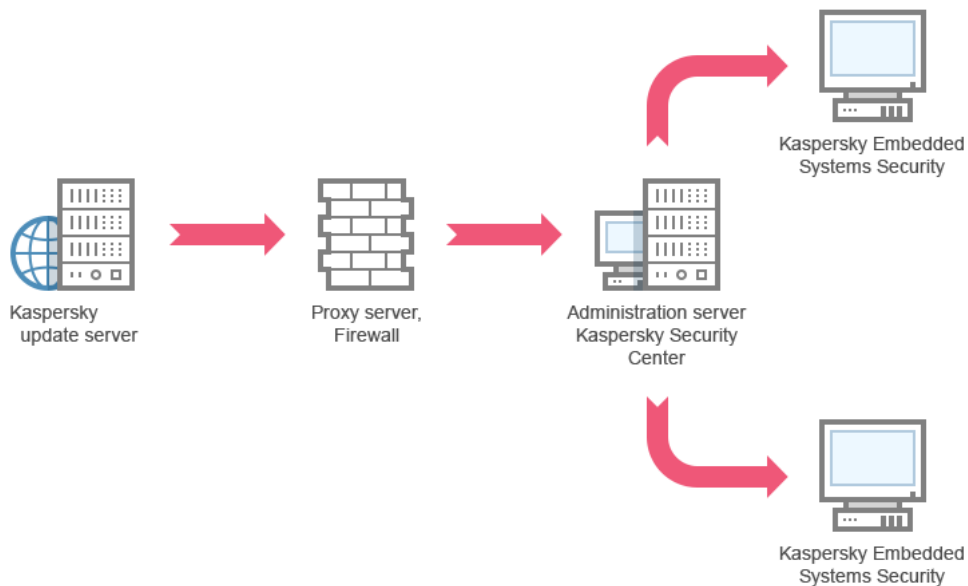 Kaspersky Embedded
Systems Security
Kaspersky
update server
Proxy server,
Firewall
Administration server
Kaspersky Security
Center
Kaspersky Embedded
Systems Security